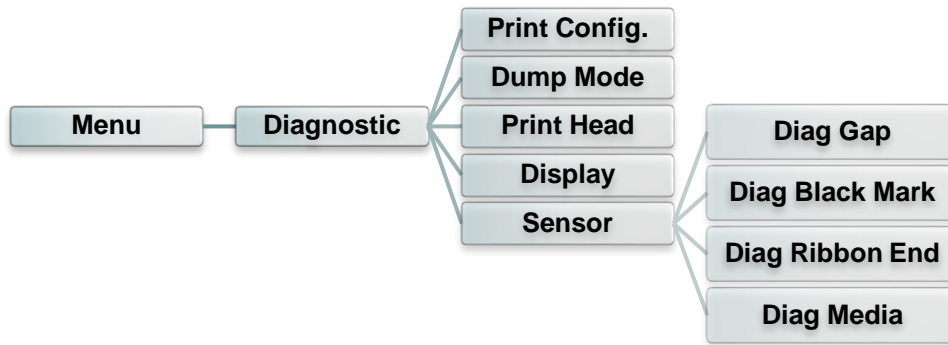 Menu
Diagnostic
Print Config.
Dump Mode
Print Head
Display
Sensor
Diag Gap
Diag Black Mark
Diag Ribbon End
Diag Media